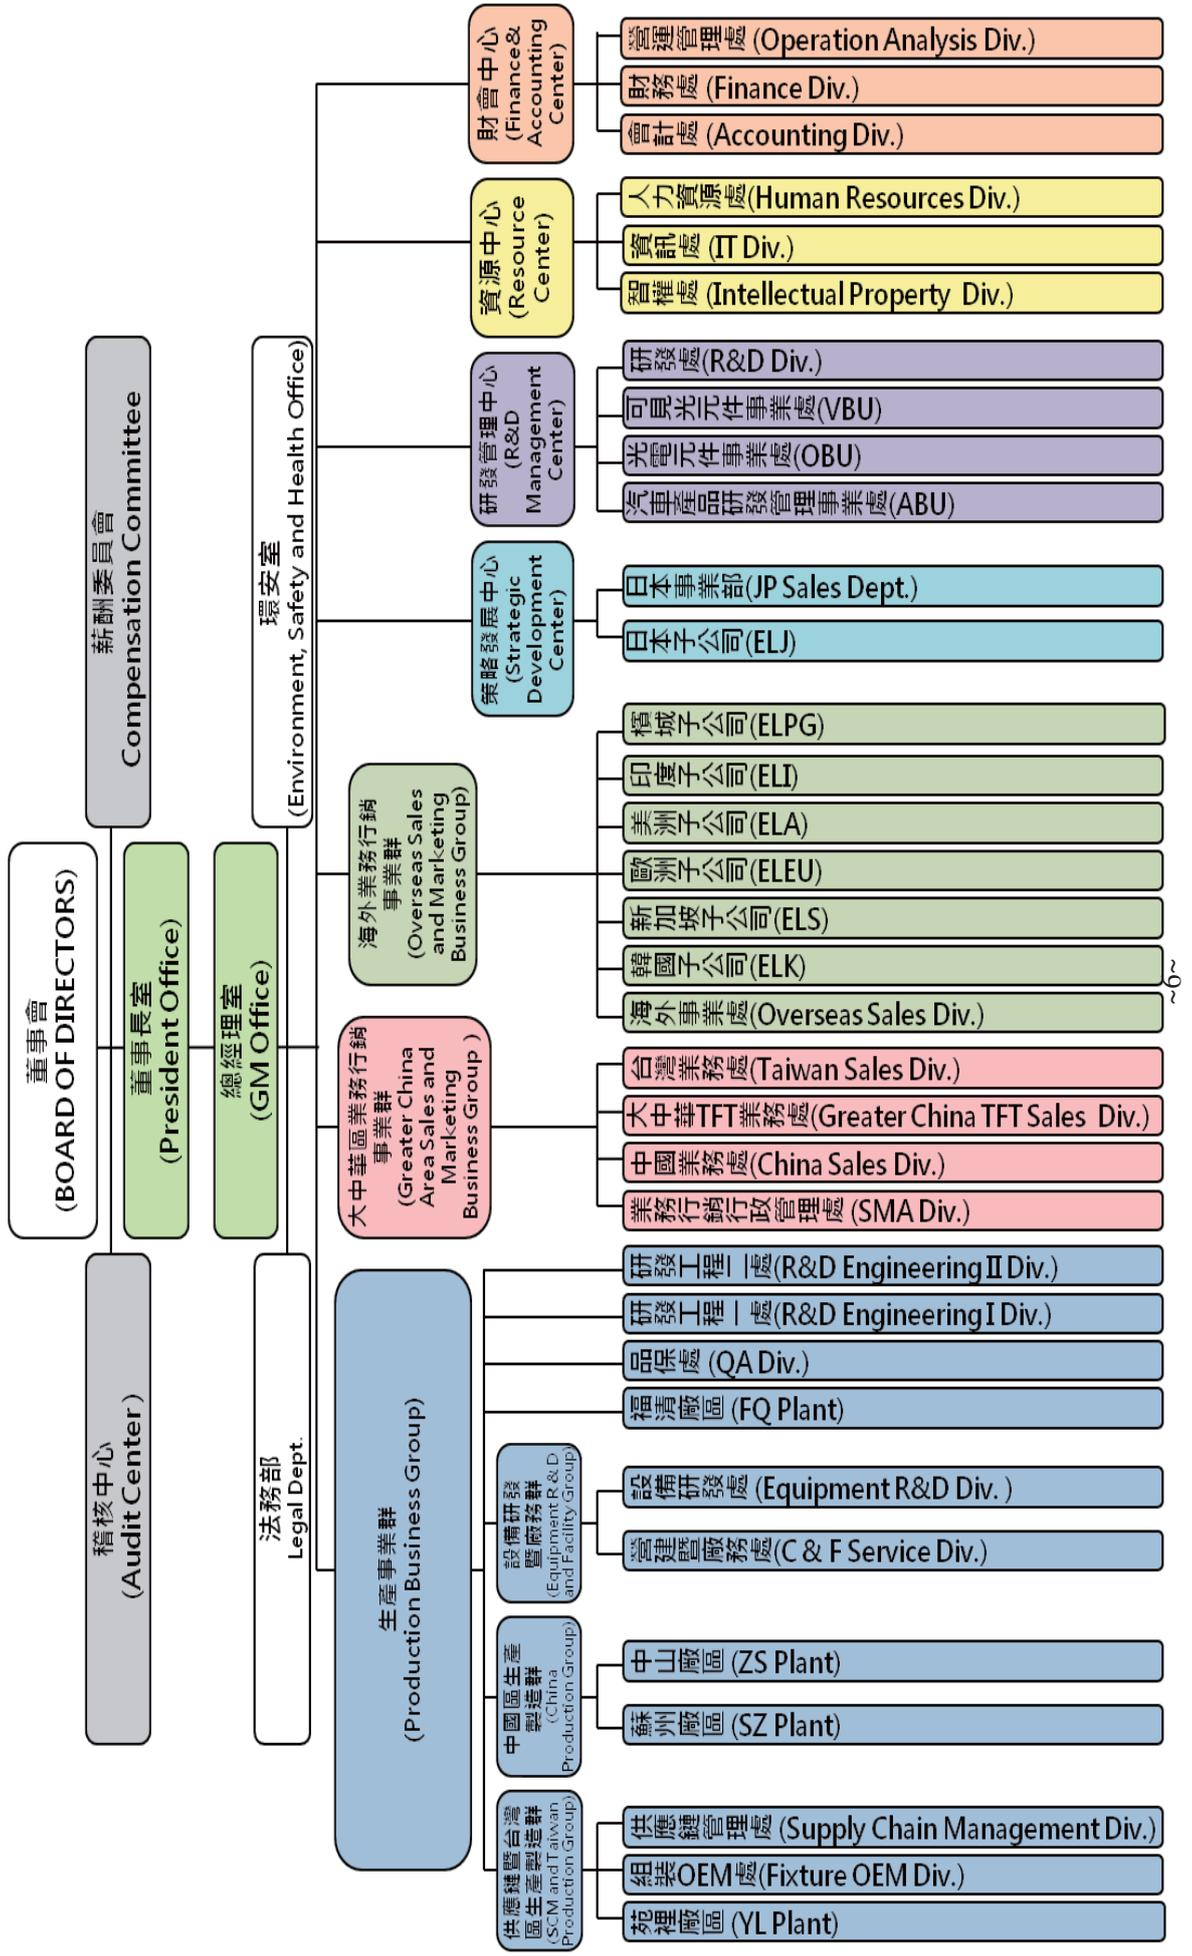 董事會
(BOARD OF DIRECTORS)
稽核中心
(Audit Center )
薪酬委員會
Compensation Committee
董事長室
(President Office)
總經理室
(GM Office)
法務部
Legal Dept.
環安室
(Environment, Safety and Health Office)
生產事業群
(Production Business Group)
大中華區業務行銷
事業群
(Greater China
Area Sales and
Marketing
Business Group )
海外業務行銷
事業群
(Overseas Sales
and Marketing
Business Group)
策略發展中心
(Strategic
Development
Center)
研發管理中心
(R&D
Management
Center)
資源中心
(Resource
Center)
財會中心
(Finance&
Accounting
Center)
供應鏈暨台灣
區生產製造群
(SCM and Taiwan
Production Group)
中國區生產
製造群
(China
Production Group)
設備研發
暨廠務群
(Equipment R & D
and Facility Group)
苑裡廠區 (YL Plant)
組裝OEM處(Fixture OEM Div.)
供應鏈管理處 (Supply Chain Management Div.)
蘇州廠區 (SZ Plant)
中山廠區 (ZS Plant)
營建暨廠務處(C & F Service Div.)
設備研發處 (Equipment R&D Div. )
福清廠區 (FQ Plant)
品保處 (QA Div.)
研發工程一處(R&D Engineering I Div.)
研發工程二處(R&D Engineering II Div.)
業務行銷行政管理處 (SMA Div.)
中國業務處(China Sales Div.)
大中華TFT業務處(Greater China TFT Sales Div.)
台灣業務處(Taiwan Sales Div.)
海外事業處(Overseas Sales Div.)
韓國子公司(ELK)
新加坡子公司(ELS)
歐洲子公司(ELEU)
美洲子公司(ELA)
印度子公司(ELI)
檳城子公司(ELPG)
日本子公司(ELJ)
日本事業部(JP Sales Dept.)
汽車產品研發管理事業處(ABU)
光電元件事業處(OBU)
可見光元件事業處(VBU)
研發處(R&D Div.)
智權處 (Intellectual Property Div.)
資訊處 (IT Div.)
人力資源處(Human Resources Div.)
會計處 (Accounting Div.)
財務處 (Finance Div.)
營運管理處 (Operation Analysis Div.)
~9~